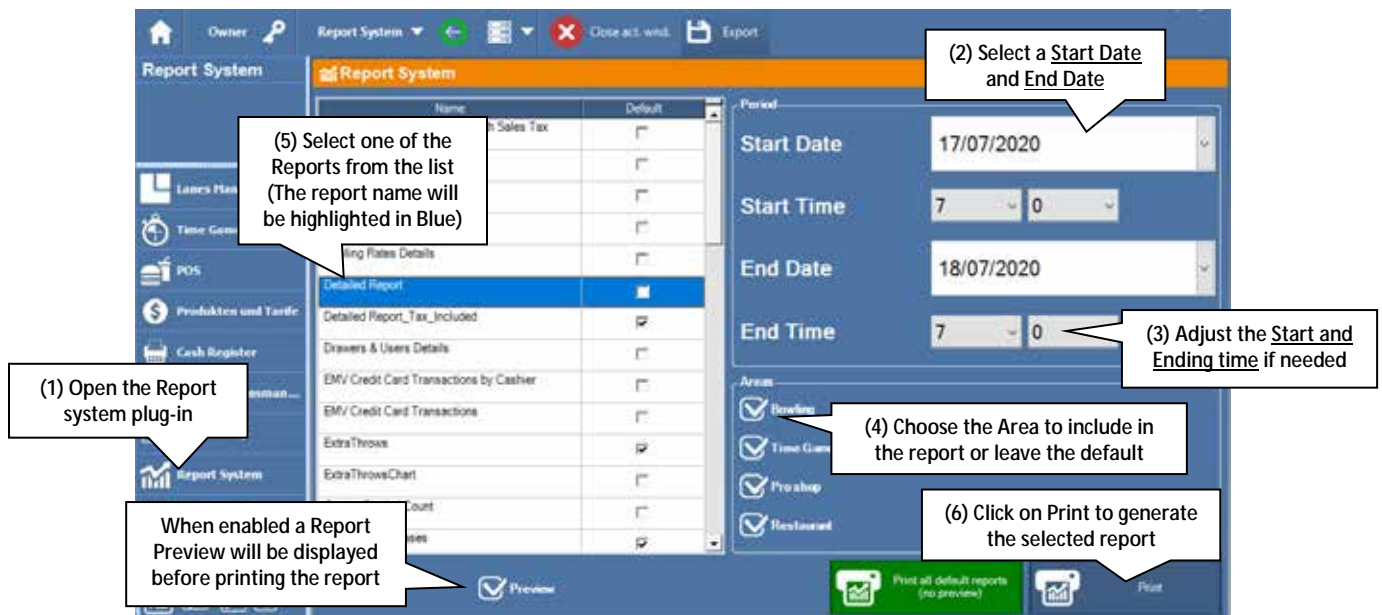 Owner
Report System
Close act. wnd.
Export
Report System
Report System
(2) Select a Start Date
and End Date
Name
Default
Period
Sales Tax
(5) Select one of the
Reports from the list
(The report name will
be highlighted in Blue)
Start Date
17/07/2020
Lanes Man
Start Time
7
0
Time Game
ling Rates Details
End Date
18/07/2020
POS
Detailed Report
Produkten und Tarife
Detailed Report_Tax_Included
End Time
7
0
(3) Adjust the Start and
Ending time if needed
Cash Register
Drawers & Users Details
(1) Open the Report
system plug-in
esman...
EMV Credit Card Transactions by Cashier
Areas
Bowling
EMV Credit Card Transactions
(4) Choose the Area to include in
the report or leave the default
ExtraThrows
Time Gam
Report System
ExtraThrowsChart
Pro shop
Count
When enabled a Report
Preview will be displayed
before printing the report
ses
Restaurant
(6) Click on Print to generate
the selected report
Preview
Print all default reports
(no preview)
Print